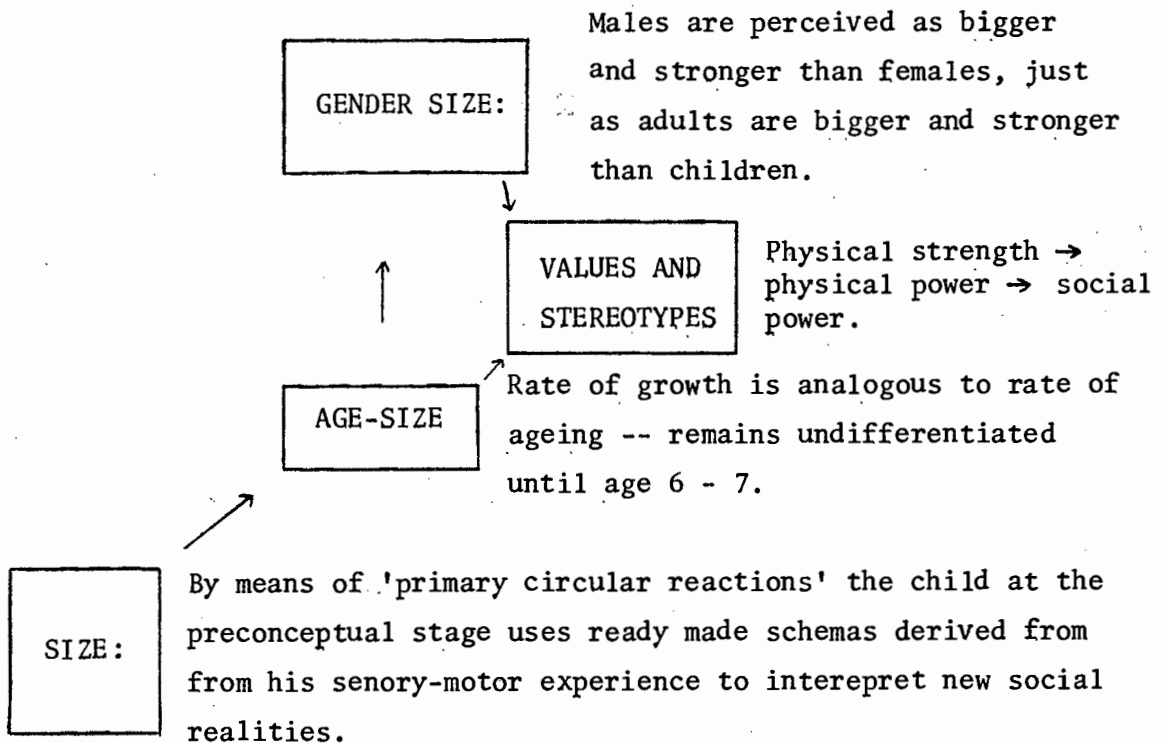 Males are perceived as bigger
and stronger than females, just
as adults are bigger and stronger
than children.
GENDER SIZE:
VALUES AND
STEREOTYPES
Physical strength →
physical power → social
power.
AGE-SIZE
Rate of growth is analogous to rate of
ageing -- remains undifferentiated
until age 6 - 7.
SIZE:
By means of 'primary circular reactions' the child at the
preconceptual stage uses ready made schemas derived from
from his senory-motor experience to interepret new social
realities.